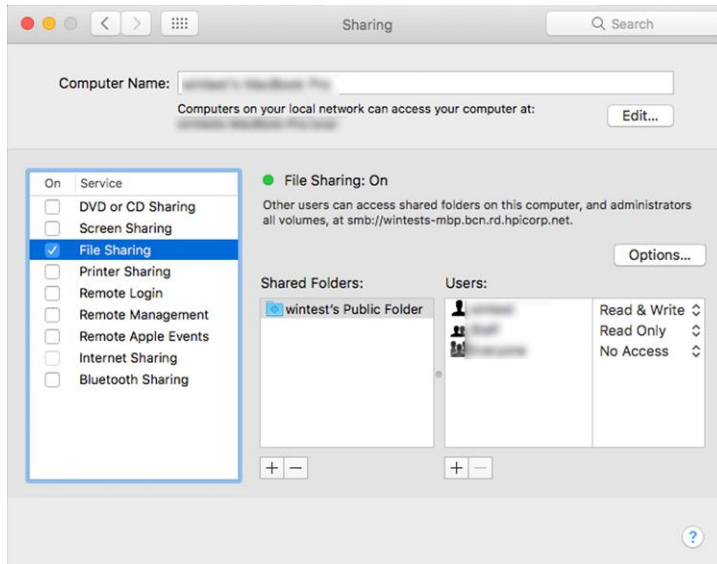 Sharing
Search
Computer Name:
Computers on your local network can access your computer at:
Edit...
On Service
DVD or CD Sharing
Screen Sharing
File Sharing
Printer Sharing
Remote Login
Remote Management
Remote Apple Events
Internet Sharing
Bluetooth Sharing
File Sharing: On
Other users can access shared folders on this computer, and administrators
all volumes, at smb://wintests-mbp.bcn.rd.hpicorp.net.
Options...
Shared Folders:
wintest's Public Folder
Users:
Read & Write
Read Only
No Access
+ −
+ −
?